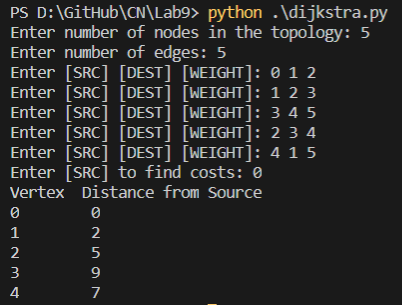 PS D:\GitHub\CN\Lab9> python .\dijkstra.py
Enter number of nodes in the topology: 5
Enter number of edges: 5
Enter [SRC] [DEST] [WEIGHT]: 0 1 2
Enter [SRC] [DEST] [WEIGHT]: 1 2 3
Enter [SRC] [DEST] [WEIGHT]: 3 4 5
Enter [SRC] [DEST] [WEIGHT]: 2 3 4
Enter [SRC] [DEST] [WEIGHT]: 4 1 5
Enter [SRC] to find costs: 0
Vertex  Distance from Source
0        0
1        2
2        5
3        9
4        7